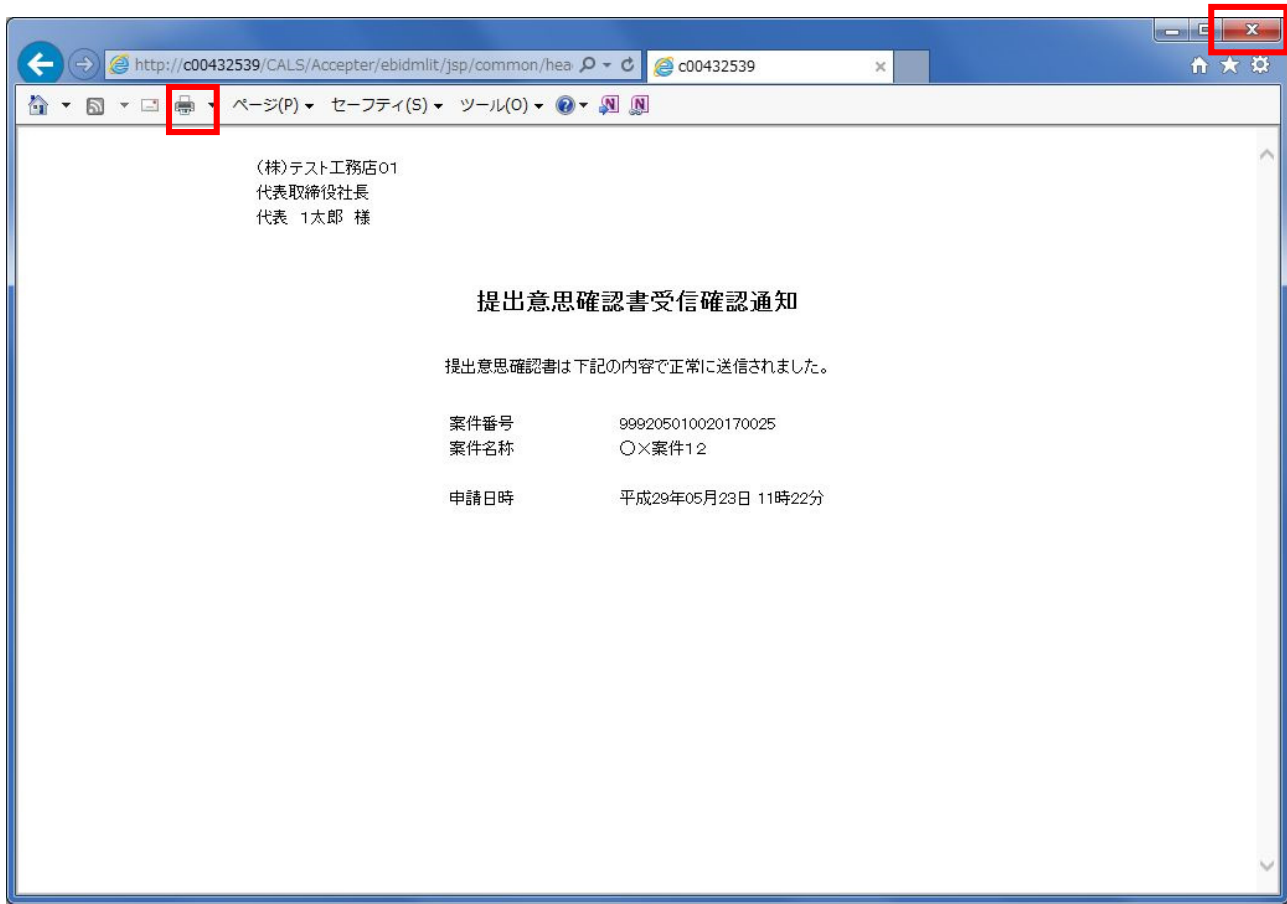 http://c00432539/CALS/Accepter/ebidmlit/jsp/common/hea
c00432539
ページ(P) セーフティ(S) ツール(O)
(株)テスト工務店01
代表取締役社長
代表 1太郎 様
提出意思確認書受信確認通知
提出意思確認書は下記の内容で正常に送信されました。
案件番号 999205010020170025
案件名称 ○×案件12
申請日時 平成29年05月23日 11時22分